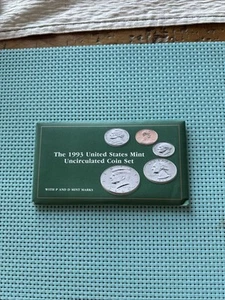 The 1993 United States Mint
Uncirculated Coin Set
WITH P AND D MINT MARKS